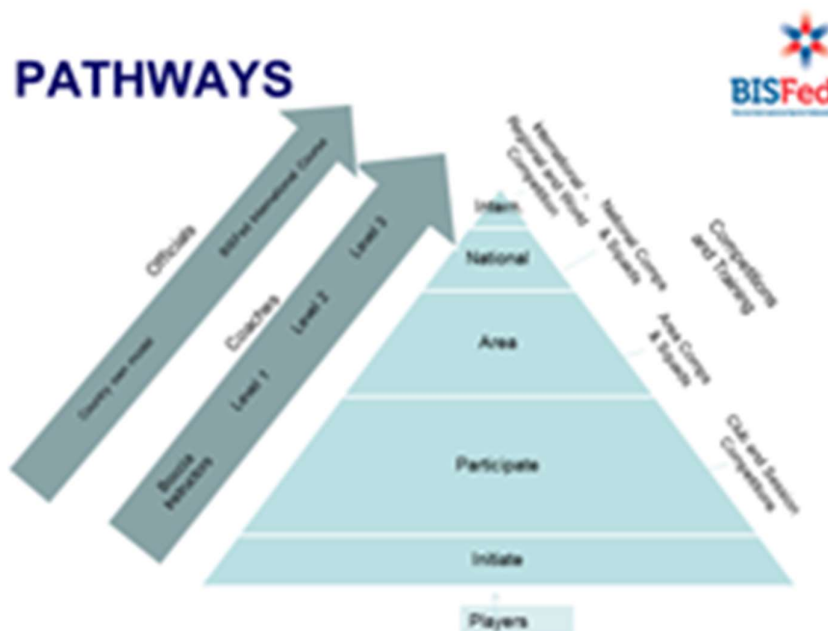 PATHWAYS
BISFed
Officials
Country own model
BISFed International Course
Coaches
Boccia
Instructors
Level 1
Level 2
Level 3
Intern.
National
Area
Participate
Initiate
Players
International -
Regional and World
Competition
National Comps
& Squads
Area Comps
& Squads
Club and Session
Competitions
Competitions
and Training